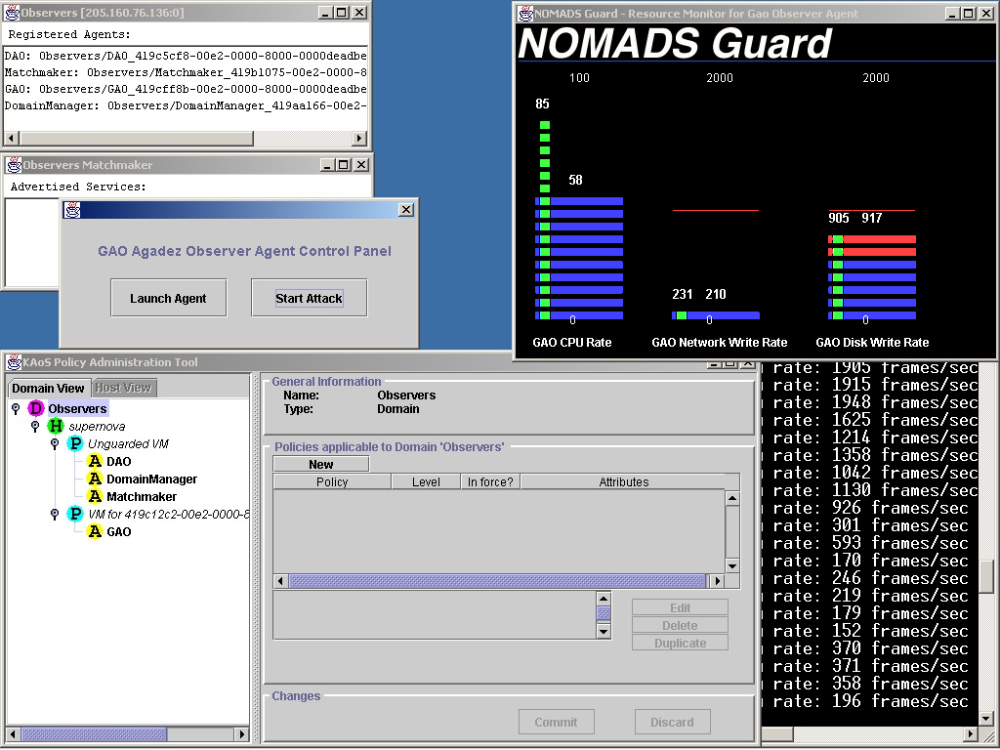 Observers [205.160.76.136:0]
Registered Agents:
DAO: Observers/DAO_419c5cf8-00e2-0000-8000-0000deadbe
Matchmaker: Observers/Matchmaker_419b1075-00e2-0000-8
GAO: Observers/GAO_419cff8b-00e2-0000-8000-0000deadbe
DomainManager: Observers/DomainManager_419aa166-00e2-
Observers Matchmaker
Advertised Services:
GAO Agadez Observer Agent Control Panel
Launch Agent
Start Attack
NOMADS Guard - Resource Monitor for Gao Observer Agent
NOMADS Guard
100 2000 2000
85
58
905 917
231 210
0 0 0
GAO CPU Rate GAO Network Write Rate GAO Disk Write Rate
KAoS Policy Administration Tool
Domain View Host View
D Observers
H supernova
P Unguarded VM
A DAO
A DomainManager
A Matchmaker
P VM for 419c12c2-00e2-0000-8
A GAO
General Information
Name: Observers
Type: Domain
Policies applicable to Domain 'Observers'
New
Policy Level In force? Attributes
Edit
Delete
Duplicate
Changes
Commit Discard
rate: 1905 frames/sec
rate: 1915 frames/sec
rate: 1948 frames/sec
rate: 1625 frames/sec
rate: 1214 frames/sec
rate: 1358 frames/sec
rate: 1042 frames/sec
rate: 1130 frames/sec
rate: 926 frames/sec
rate: 301 frames/sec
rate: 593 frames/sec
rate: 170 frames/sec
rate: 246 frames/sec
rate: 219 frames/sec
rate: 179 frames/sec
rate: 152 frames/sec
rate: 370 frames/sec
rate: 371 frames/sec
rate: 358 frames/sec
rate: 196 frames/sec